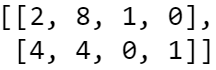 [[2, 8, 1, 0],
[4, 4, 0, 1]]